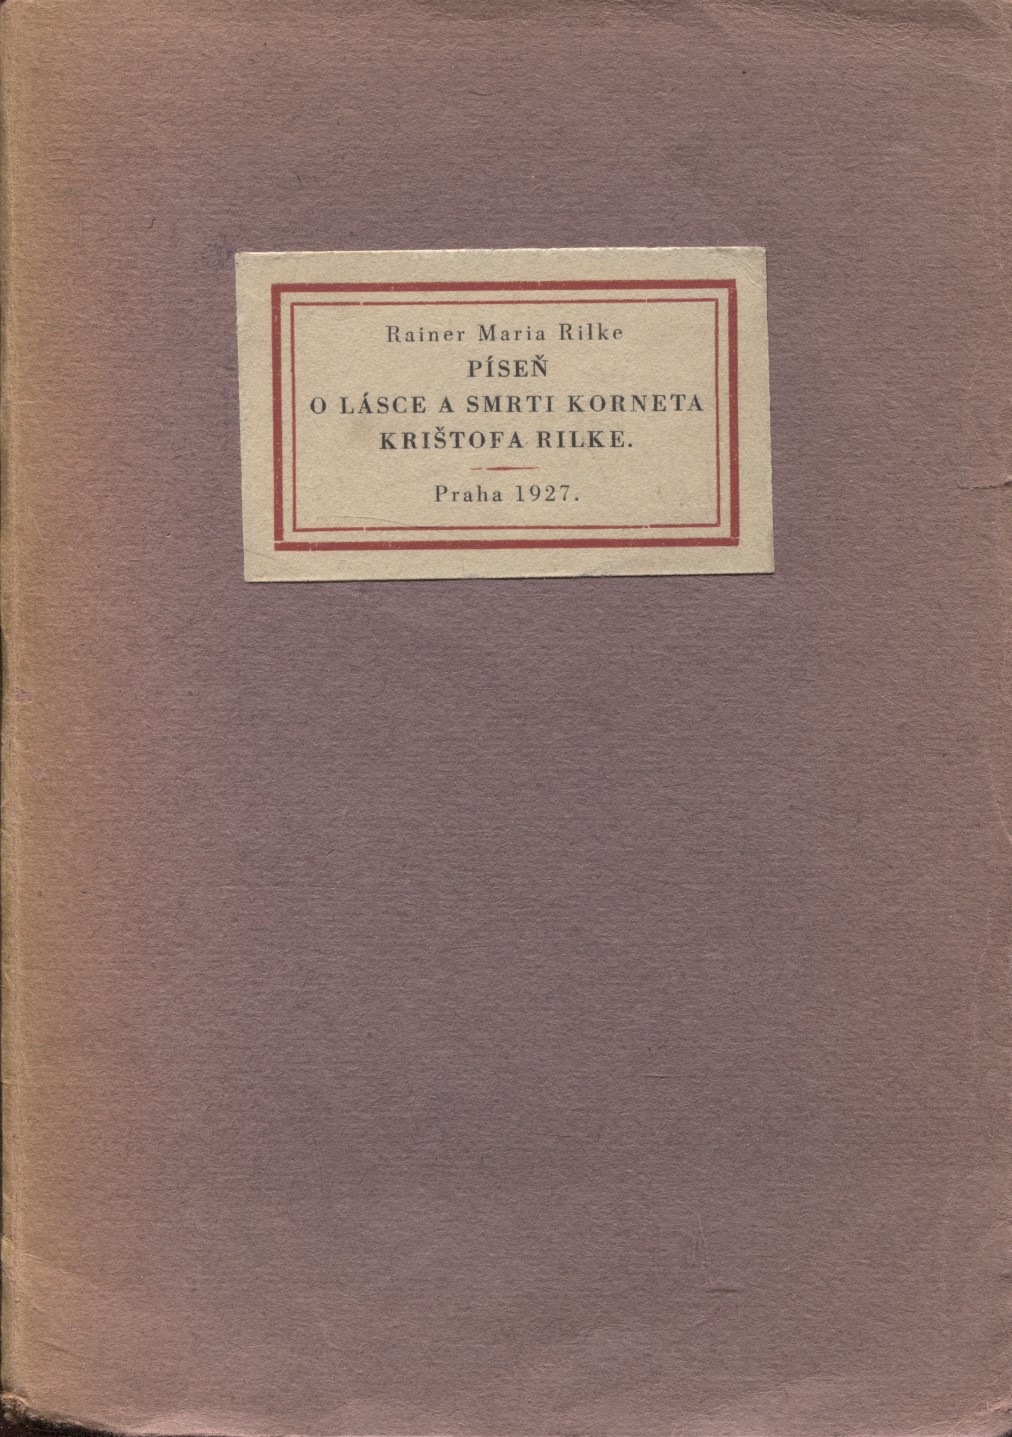 Rainer Maria Rilke
PÍSEŇ
O LÁSCE A SMRTI KORNETA
KRIŠTOFA RILKE.
Praha 1927.